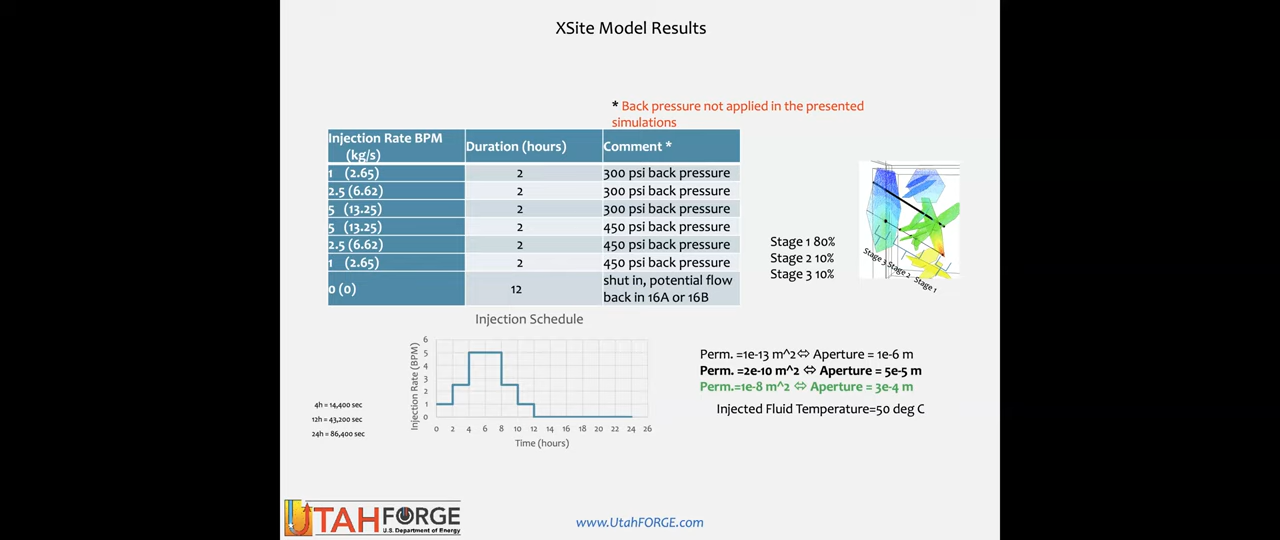 XSite Model Results
* Back pressure not applied in the presented
simulations
Injection Rate BPM
(kg/s)
Duration (hours)
Comment *
1 (2.65)
2
300 psi back pressure
2.5 (6.62)
2
300 psi back pressure
5 (13.25)
2
300 psi back pressure
5 (13.25)
2
450 psi back pressure
2.5 (6.62)
2
450 psi back pressure
1 (2.65)
2
450 psi back pressure
0 (0)
12
shut in, potential flow
back in 16A or 16B
Stage 1 80%
Stage 2 10%
Stage 3 10%
Stage 3 Stage 2 Stage 1
Injection Schedule
Injection Rate (BPM)
6
5
4
3
2
1
0
0 2 4 6 8 10 12 14 16 18 20 22 24 26
Time (hours)
4h = 14,400 sec
12h = 43,200 sec
24h = 86,400 sec
Perm. =1e-13 m^2⇔ Aperture = 1e-6 m
Perm. =2e-10 m^2 ⇔ Aperture = 5e-5 m
Perm.=1e-8 m^2 ⇔ Aperture = 3e-4 m
Injected Fluid Temperature=50 deg C
UTAH FORGE
U.S. Department of Energy
www.UtahFORGE.com